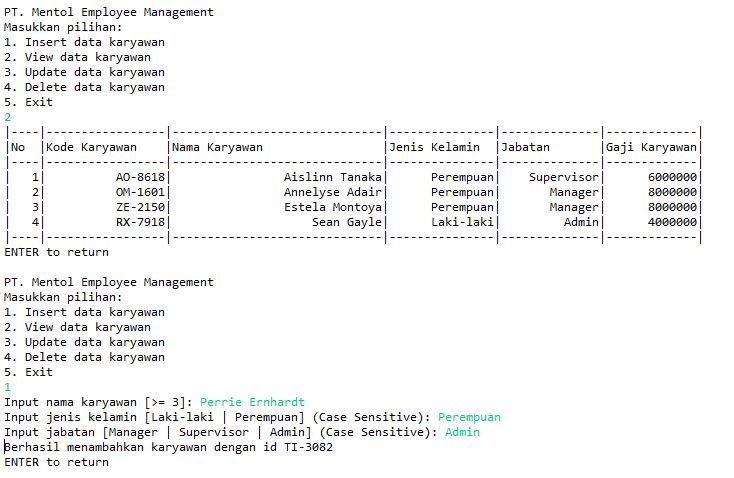 PT. Mentol Employee Management
Masukkan pilihan:
1. Insert data karyawan
2. View data karyawan
3. Update data karyawan
4. Delete data karyawan
5. Exit
2
|----|-----------------|------------------------------|---------------|--------------|-------------|
|No  |Kode Karyawan    |Nama Karyawan                 |Jenis Kelamin  |Jabatan       |Gaji Karyawan|
|----|-----------------|------------------------------|---------------|--------------|-------------|
|   1|          AO-8618|                Aislinn Tanaka|      Perempuan|    Supervisor|      6000000|
|   2|          OM-1601|                Annelyse Adair|      Perempuan|       Manager|      8000000|
|   3|          ZE-2150|                Estela Montoya|      Perempuan|       Manager|      8000000|
|   4|          RX-7918|                    Sean Gayle|      Laki-laki|         Admin|      4000000|
|----|-----------------|------------------------------|---------------|--------------|-------------|
ENTER to return
PT. Mentol Employee Management
Masukkan pilihan:
1. Insert data karyawan
2. View data karyawan
3. Update data karyawan
4. Delete data karyawan
5. Exit
1
Input nama karyawan [>= 3]: Perrie Ernhardt
Input jenis kelamin [Laki-laki | Perempuan] (Case Sensitive): Perempuan
Input jabatan [Manager | Supervisor | Admin] (Case Sensitive): Admin
Berhasil menambahkan karyawan dengan id TI-3082
ENTER to return